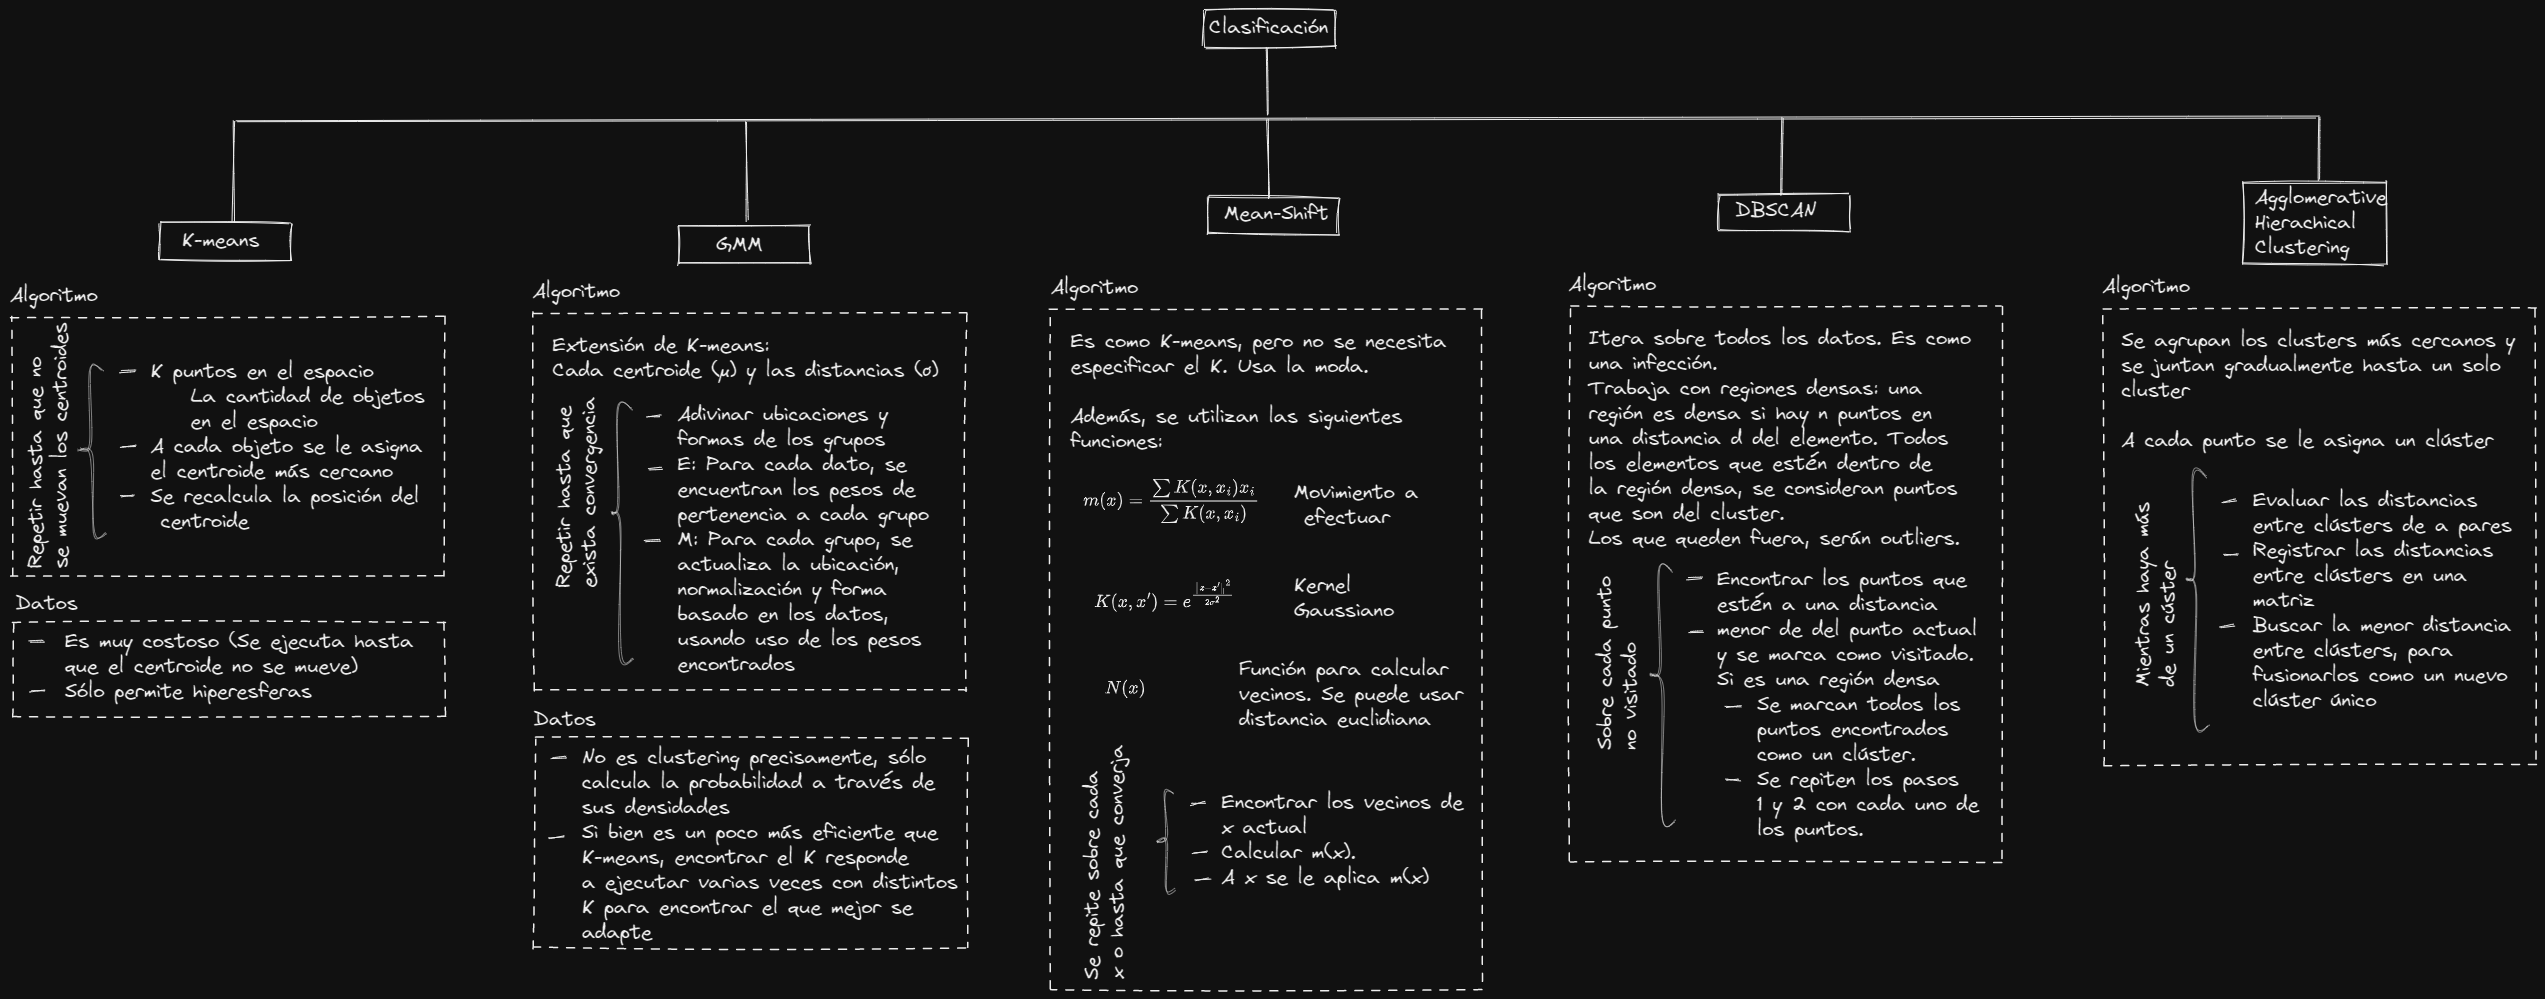 Clasificación
K-means
Algoritmo
Repetir hasta que no
se muevan los centroides
— K puntos en el espacio
La cantidad de objetos
en el espacio
— A cada objeto se le asigna
el centroide más cercano
— Se recalcula la posición del
centroide
Datos
— Es muy costoso (Se ejecuta hasta
que el centroide no se mueve)
— Sólo permite hiperesferas
GMM
Algoritmo
Extensión de K-means:
Cada centroide (μ) y las distancias (σ)
Repetir hasta que
exista convergencia
— Adivinar ubicaciones y
formas de los grupos
— E: Para cada dato, se
encuentran los pesos de
pertenencia a cada grupo
— M: Para cada grupo, se
actualiza la ubicación,
normalización y forma
basado en los datos,
usando uso de los pesos
encontrados
Datos
— No es clustering precisamente, sólo
calcula la probabilidad a través de
sus densidades
— Si bien es un poco más eficiente que
K-means, encontrar el K responde
a ejecutar varias veces con distintos
K para encontrar el que mejor se
adapte
Mean-Shift
Algoritmo
Es como K-means, pero no se necesita
especificar el K. Usa la moda.
Además, se utilizan las siguientes
funciones:
m(x) = ∑ K(x, x_i)x_i / ∑ K(x, x_i)
Movimiento a
efectuar
K(x, x′) = e^(|x−x′|² / 2σ²)
Kernel
Gaussiano
N(x)
Función para calcular
vecinos. Se puede usar
distancia euclidiana
Se repite sobre cada
x o hasta que converja
— Encontrar los vecinos de
x actual
— Calcular m(x).
— A x se le aplica m(x)
DBSCAN
Algoritmo
Itera sobre todos los datos. Es como
una infección.
Trabaja con regiones densas: una
región es densa si hay n puntos en
una distancia d del elemento. Todos
los elementos que estén dentro de
la región densa, se consideran puntos
que son del cluster.
Los que queden fuera, serán outliers.
Sobre cada punto
no visitado
— Encontrar los puntos que
estén a una distancia
— menor de del punto actual
y se marca como visitado.
Si es una región densa
— Se marcan todos los
puntos encontrados
como un clúster.
— Se repiten los pasos
1 y 2 con cada uno de
los puntos.
Agglomerative
Hierachical
Clustering
Algoritmo
Se agrupan los clusters más cercanos y
se juntan gradualmente hasta un solo
cluster
A cada punto se le asigna un clúster
Mientras haya más
de un cúster
— Evaluar las distancias
entre clústers de a pares
— Registrar las distancias
entre clústers en una
matriz
— Buscar la menor distancia
entre clústers, para
fusionarlos como un nuevo
clúster único